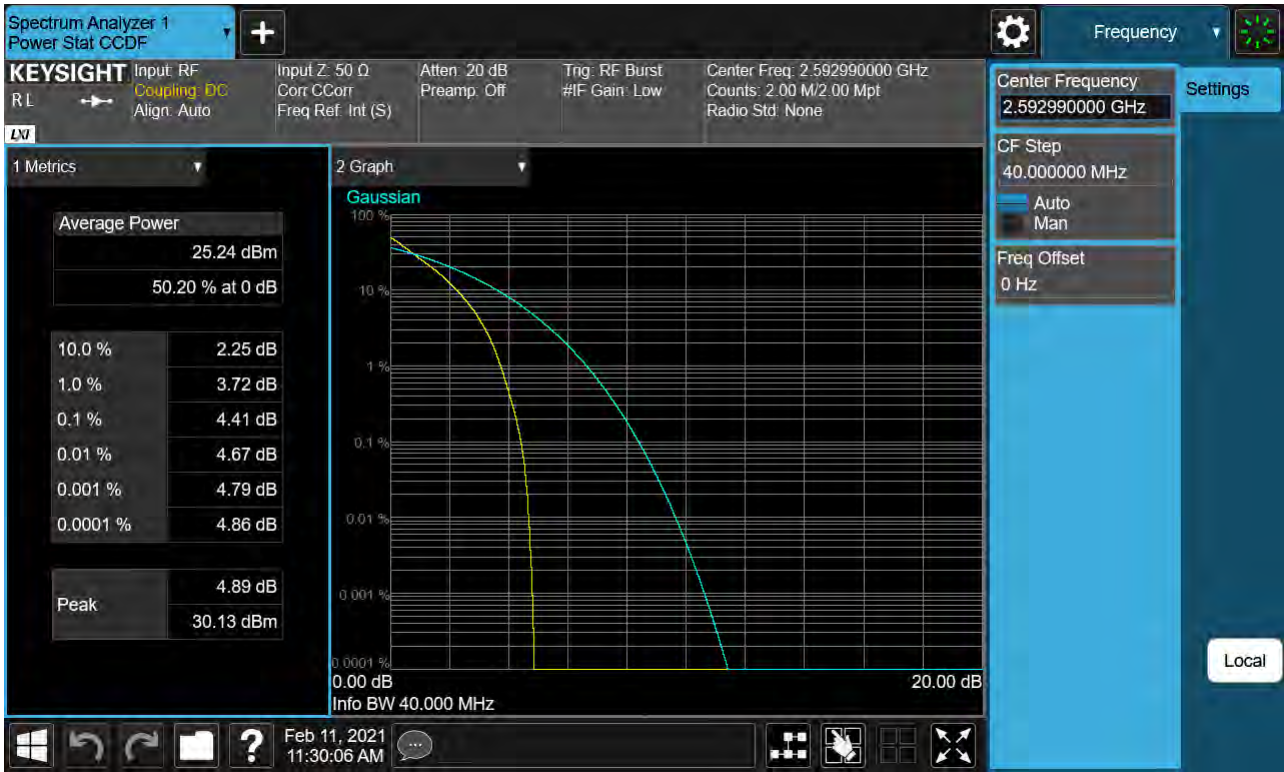 Spectrum Analyzer 1
Power Stat CCDF
+
Frequency
KEYSIGHT
RL
LXI
Input: RF
Coupling: DC
Align: Auto
Input Z: 50 Ω
Corr CCorr
Freq Ref: Int (S)
Atten: 20 dB
Preamp: Off
Trig: RF Burst
#IF Gain: Low
Center Freq: 2.592990000 GHz
Counts: 2.00 M/2.00 Mpt
Radio Std: None
Center Frequency
2.592990000 GHz
Settings
CF Step
40.000000 MHz
Auto
Man
Freq Offset
0 Hz
1 Metrics
Average Power
25.24 dBm
50.20 % at 0 dB
10.0 % 2.25 dB
1.0 % 3.72 dB
0.1 % 4.41 dB
0.01 % 4.67 dB
0.001 % 4.79 dB
0.0001 % 4.86 dB
Peak
4.89 dB
30.13 dBm
2 Graph
Gaussian
100 %
10 %
1 %
0.1 %
0.01 %
0.001 %
0.0001 %
0.00 dB
20.00 dB
Info BW 40.000 MHz
Local
?
Feb 11, 2021
11:30:06 AM